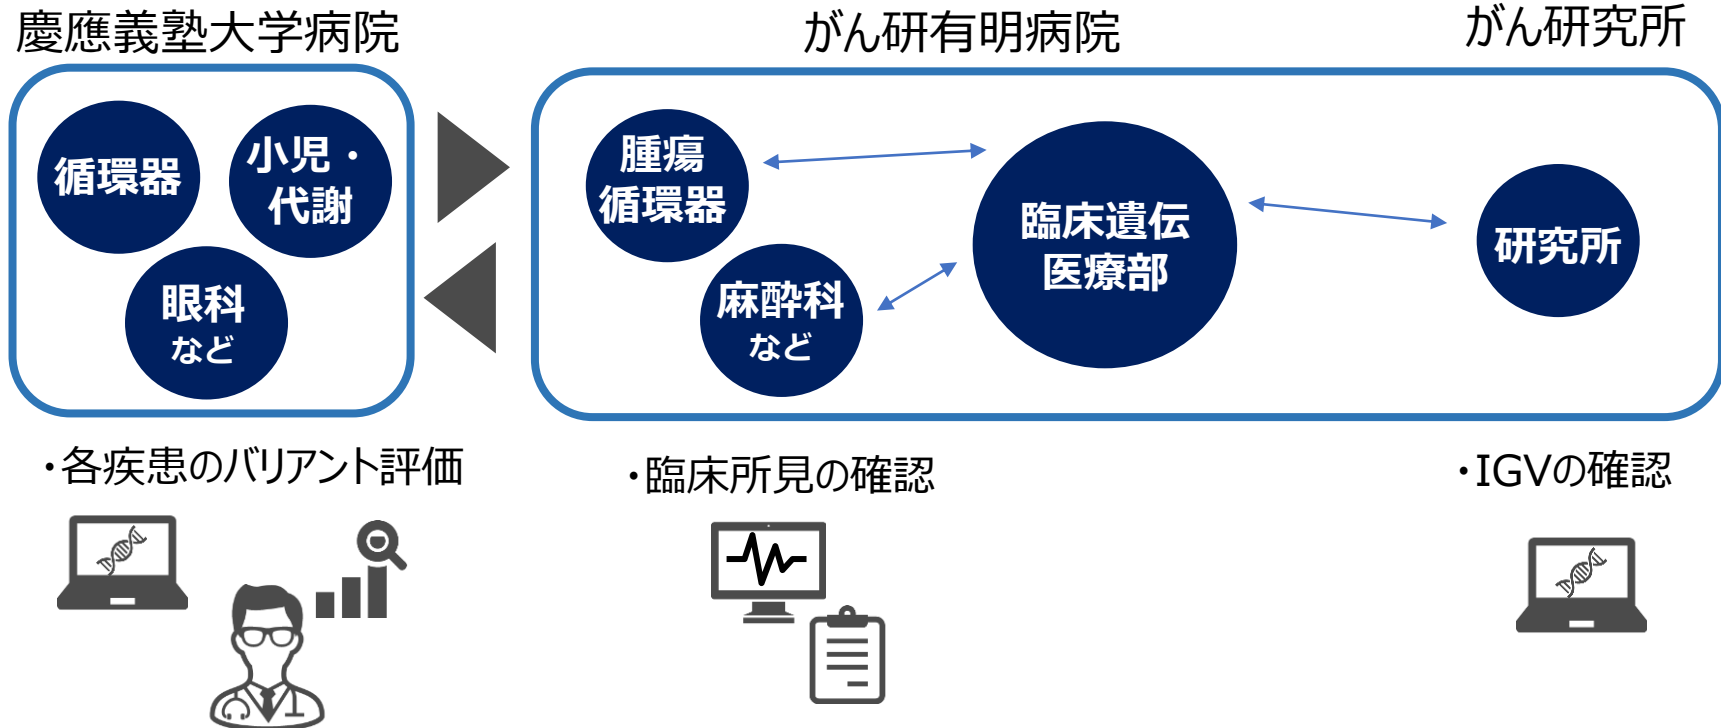 慶應義塾大学病院
がん研有明病院
がん研究所
循環器
小児・
代謝
眼科
など
腫瘍
循環器
麻酔科
など
臨床遺伝
医療部
研究所
・各疾患のバリアント評価
・臨床所見の確認
・IGVの確認